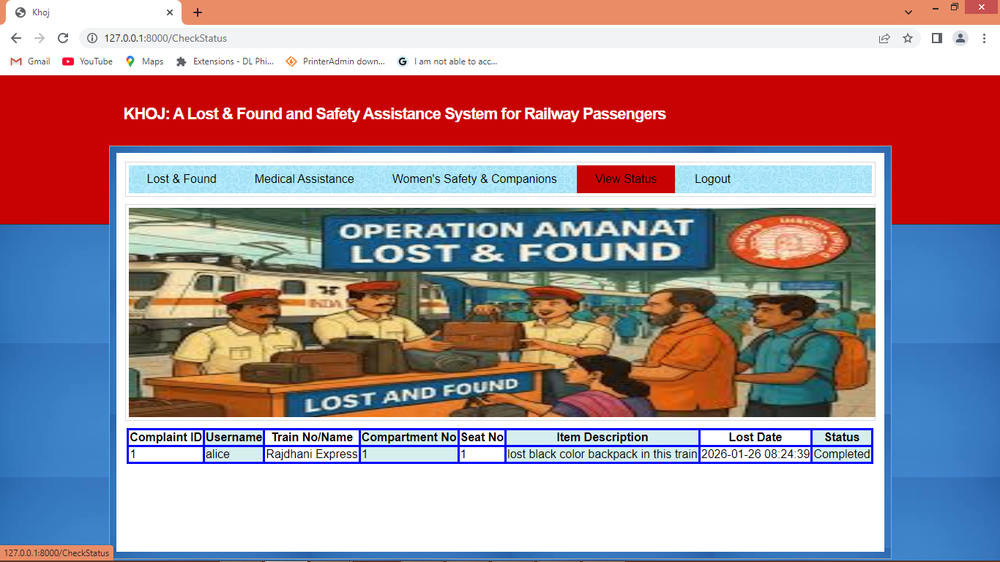 Khoj
127.0.0.1:8000/CheckStatus
Gmail YouTube Maps Extensions - DL Phi... PrinterAdmin down... G I am not able to acc...
KHOJ: A Lost & Found and Safety Assistance System for Railway Passengers
Lost & Found Medical Assistance Women's Safety & Companions View Status Logout
OPERATION AMANAT
LOST & FOUND
LOST AND FOUND
Complaint ID Username Train No/Name Compartment No Seat No Item Description Lost Date Status
1 alice Rajdhani Express 1 1 lost black color backpack in this train 2026-01-26 08:24:39 Completed
127.0.0.1:8000/CheckStatus